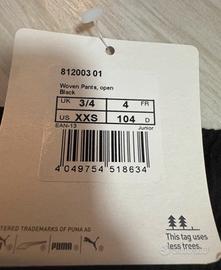 812003 01
Woven Pants, open
Black
UK 3/4 4 FR
US XXS 104 D
EAN-13 Junior
4 049754 518634
TERED TRADEMARKS OF PUMA AG
PUMA
This tag uses
less trees.